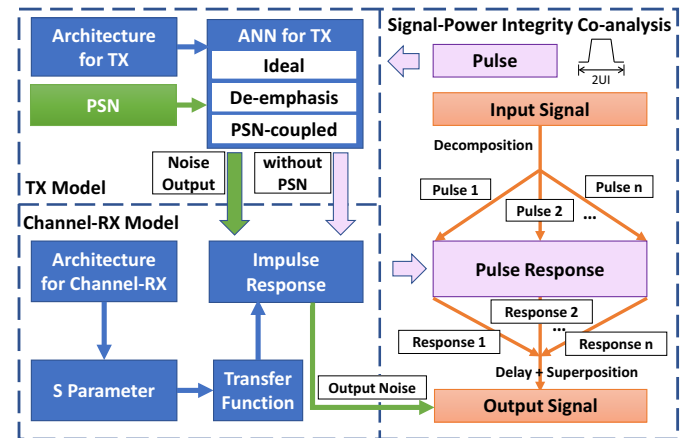 Architecture
for TX
ANN for TX
Ideal
De-emphasis
PSN-coupled
PSN
Noise
Output
without
PSN
TX Model
Channel-RX Model
Architecture
for Channel-RX
Impulse
Response
S Parameter
Transfer
Function
Output Noise
Signal-Power Integrity Co-analysis
Pulse
2UI
Input Signal
Decomposition
Pulse 1
Pulse 2
...
Pulse n
Pulse Response
Response 1
Response 2
...
Response n
Delay + Superposition
Output Signal